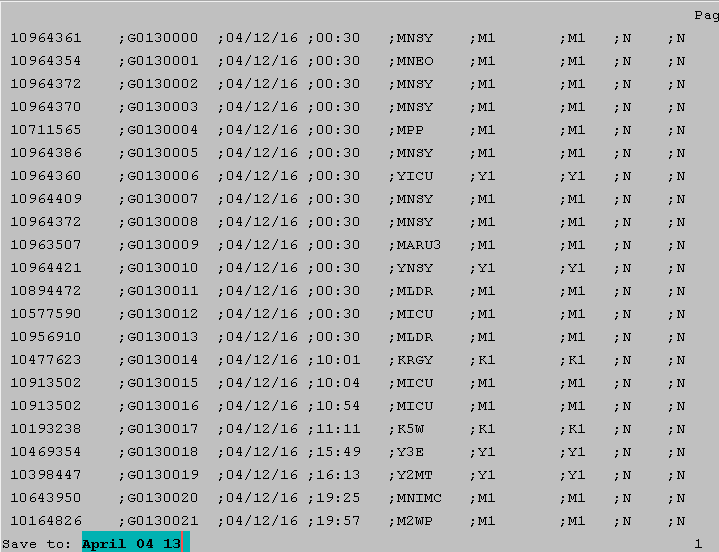 Pag
10964361 ;G0130000 ;04/12/16 ;00:30 ;MNSY ;M1 ;M1 ;N ;N
10964354 ;G0130001 ;04/12/16 ;00:30 ;MNEO ;M1 ;M1 ;N ;N
10964372 ;G0130002 ;04/12/16 ;00:30 ;MNSY ;M1 ;M1 ;N ;N
10964370 ;G0130003 ;04/12/16 ;00:30 ;MNSY ;M1 ;M1 ;N ;N
10711565 ;G0130004 ;04/12/16 ;00:30 ;MPP ;M1 ;M1 ;N ;N
10964386 ;G0130005 ;04/12/16 ;00:30 ;MNSY ;M1 ;M1 ;N ;N
10964360 ;G0130006 ;04/12/16 ;00:30 ;YICU ;Y1 ;Y1 ;N ;N
10964409 ;G0130007 ;04/12/16 ;00:30 ;MNSY ;M1 ;M1 ;N ;N
10964372 ;G0130008 ;04/12/16 ;00:30 ;MNSY ;M1 ;M1 ;N ;N
10963507 ;G0130009 ;04/12/16 ;00:30 ;MARU3 ;M1 ;M1 ;N ;N
10964421 ;G0130010 ;04/12/16 ;00:30 ;YNSY ;Y1 ;Y1 ;N ;N
10894472 ;G0130011 ;04/12/16 ;00:30 ;MLDR ;M1 ;M1 ;N ;N
10577590 ;G0130012 ;04/12/16 ;00:30 ;MICU ;M1 ;M1 ;N ;N
10956910 ;G0130013 ;04/12/16 ;00:30 ;MLDR ;M1 ;M1 ;N ;N
10477623 ;G0130014 ;04/12/16 ;10:01 ;KRGY ;K1 ;K1 ;N ;N
10913502 ;G0130015 ;04/12/16 ;10:04 ;MICU ;M1 ;M1 ;N ;N
10913502 ;G0130016 ;04/12/16 ;10:54 ;MICU ;M1 ;M1 ;N ;N
10193238 ;G0130017 ;04/12/16 ;11:11 ;K5W ;K1 ;K1 ;N ;N
10469354 ;G0130018 ;04/12/16 ;15:49 ;Y3E ;Y1 ;Y1 ;N ;N
10398447 ;G0130019 ;04/12/16 ;16:13 ;Y2MT ;Y1 ;Y1 ;N ;N
10643950 ;G0130020 ;04/12/16 ;19:25 ;MNIMC ;M1 ;M1 ;N ;N
10164826 ;G0130021 ;04/12/16 ;19:57 ;M2WP ;M1 ;M1 ;N ;N
Save to: April 04 13 1